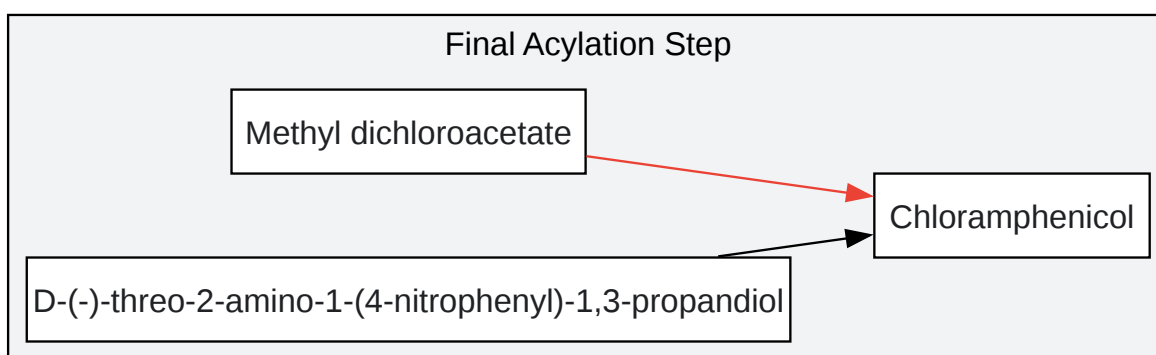 Final Acylation Step
Methyl dichloroacetate
Chloramphenicol
D-(-)-threo-2-amino-1-(4-nitrophenyl)-1,3-propandiol